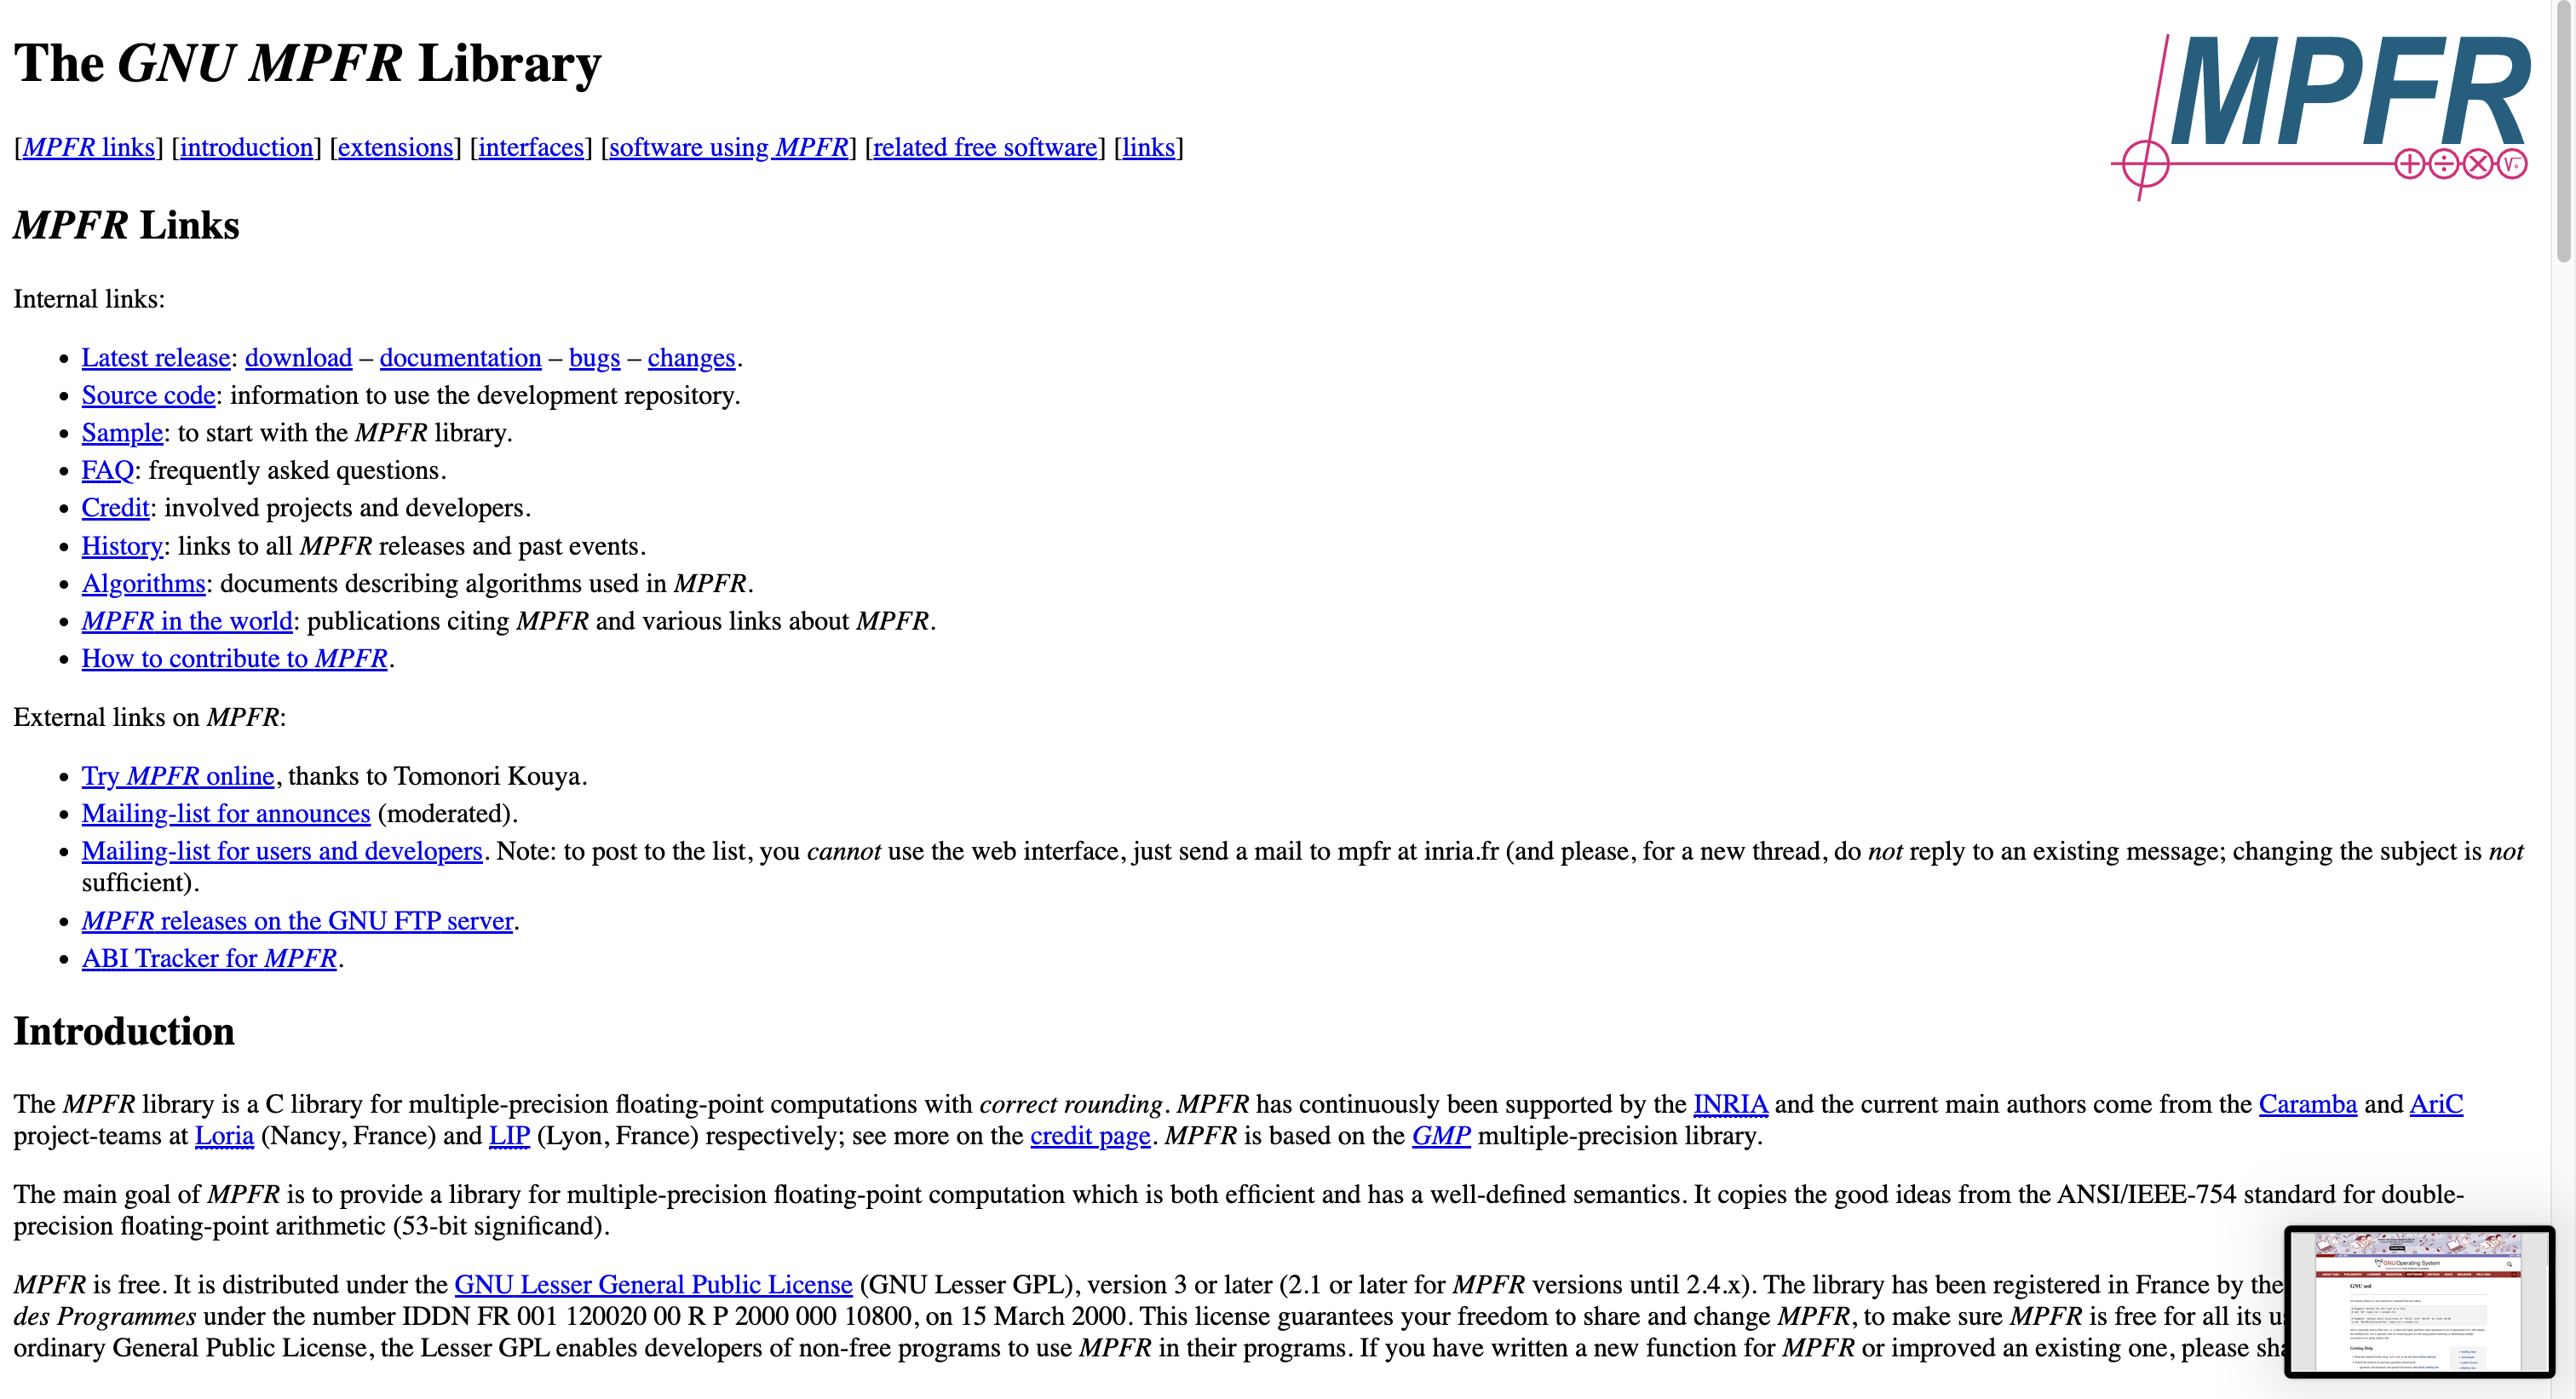 The GNU MPFR Library
MPFR
[MPFR links] [introduction] [extensions] [interfaces] [software using MPFR] [related free software] [links]
MPFR Links
Internal links:
• Latest release: download – documentation – bugs – changes.
• Source code: information to use the development repository.
• Sample: to start with the MPFR library.
• FAQ: frequently asked questions.
• Credit: involved projects and developers.
• History: links to all MPFR releases and past events.
• Algorithms: documents describing algorithms used in MPFR.
• MPFR in the world: publications citing MPFR and various links about MPFR.
• How to contribute to MPFR.
External links on MPFR:
• Try MPFR online, thanks to Tomonori Kouya.
• Mailing-list for announces (moderated).
• Mailing-list for users and developers. Note: to post to the list, you cannot use the web interface, just send a mail to mpfr at inria.fr (and please, for a new thread, do not reply to an existing message; changing the subject is not
sufficient).
• MPFR releases on the GNU FTP server.
• ABI Tracker for MPFR.
Introduction
The MPFR library is a C library for multiple-precision floating-point computations with correct rounding. MPFR has continuously been supported by the INRIA and the current main authors come from the Caramba and AriC
project-teams at Loria (Nancy, France) and LIP (Lyon, France) respectively; see more on the credit page. MPFR is based on the GMP multiple-precision library.
The main goal of MPFR is to provide a library for multiple-precision floating-point computation which is both efficient and has a well-defined semantics. It copies the good ideas from the ANSI/IEEE-754 standard for double-
precision floating-point arithmetic (53-bit significand).
MPFR is free. It is distributed under the GNU Lesser General Public License (GNU Lesser GPL), version 3 or later (2.1 or later for MPFR versions until 2.4.x). The library has been registered in France by the
des Programmes under the number IDDN FR 001 120020 00 R P 2000 000 10800, on 15 March 2000. This license guarantees your freedom to share and change MPFR, to make sure MPFR is free for all its
ordinary General Public License, the Lesser GPL enables developers of non-free programs to use MPFR in their programs. If you have written a new function for MPFR or improved an existing one, please
GNU Operating System
GNU sed
Getting Help